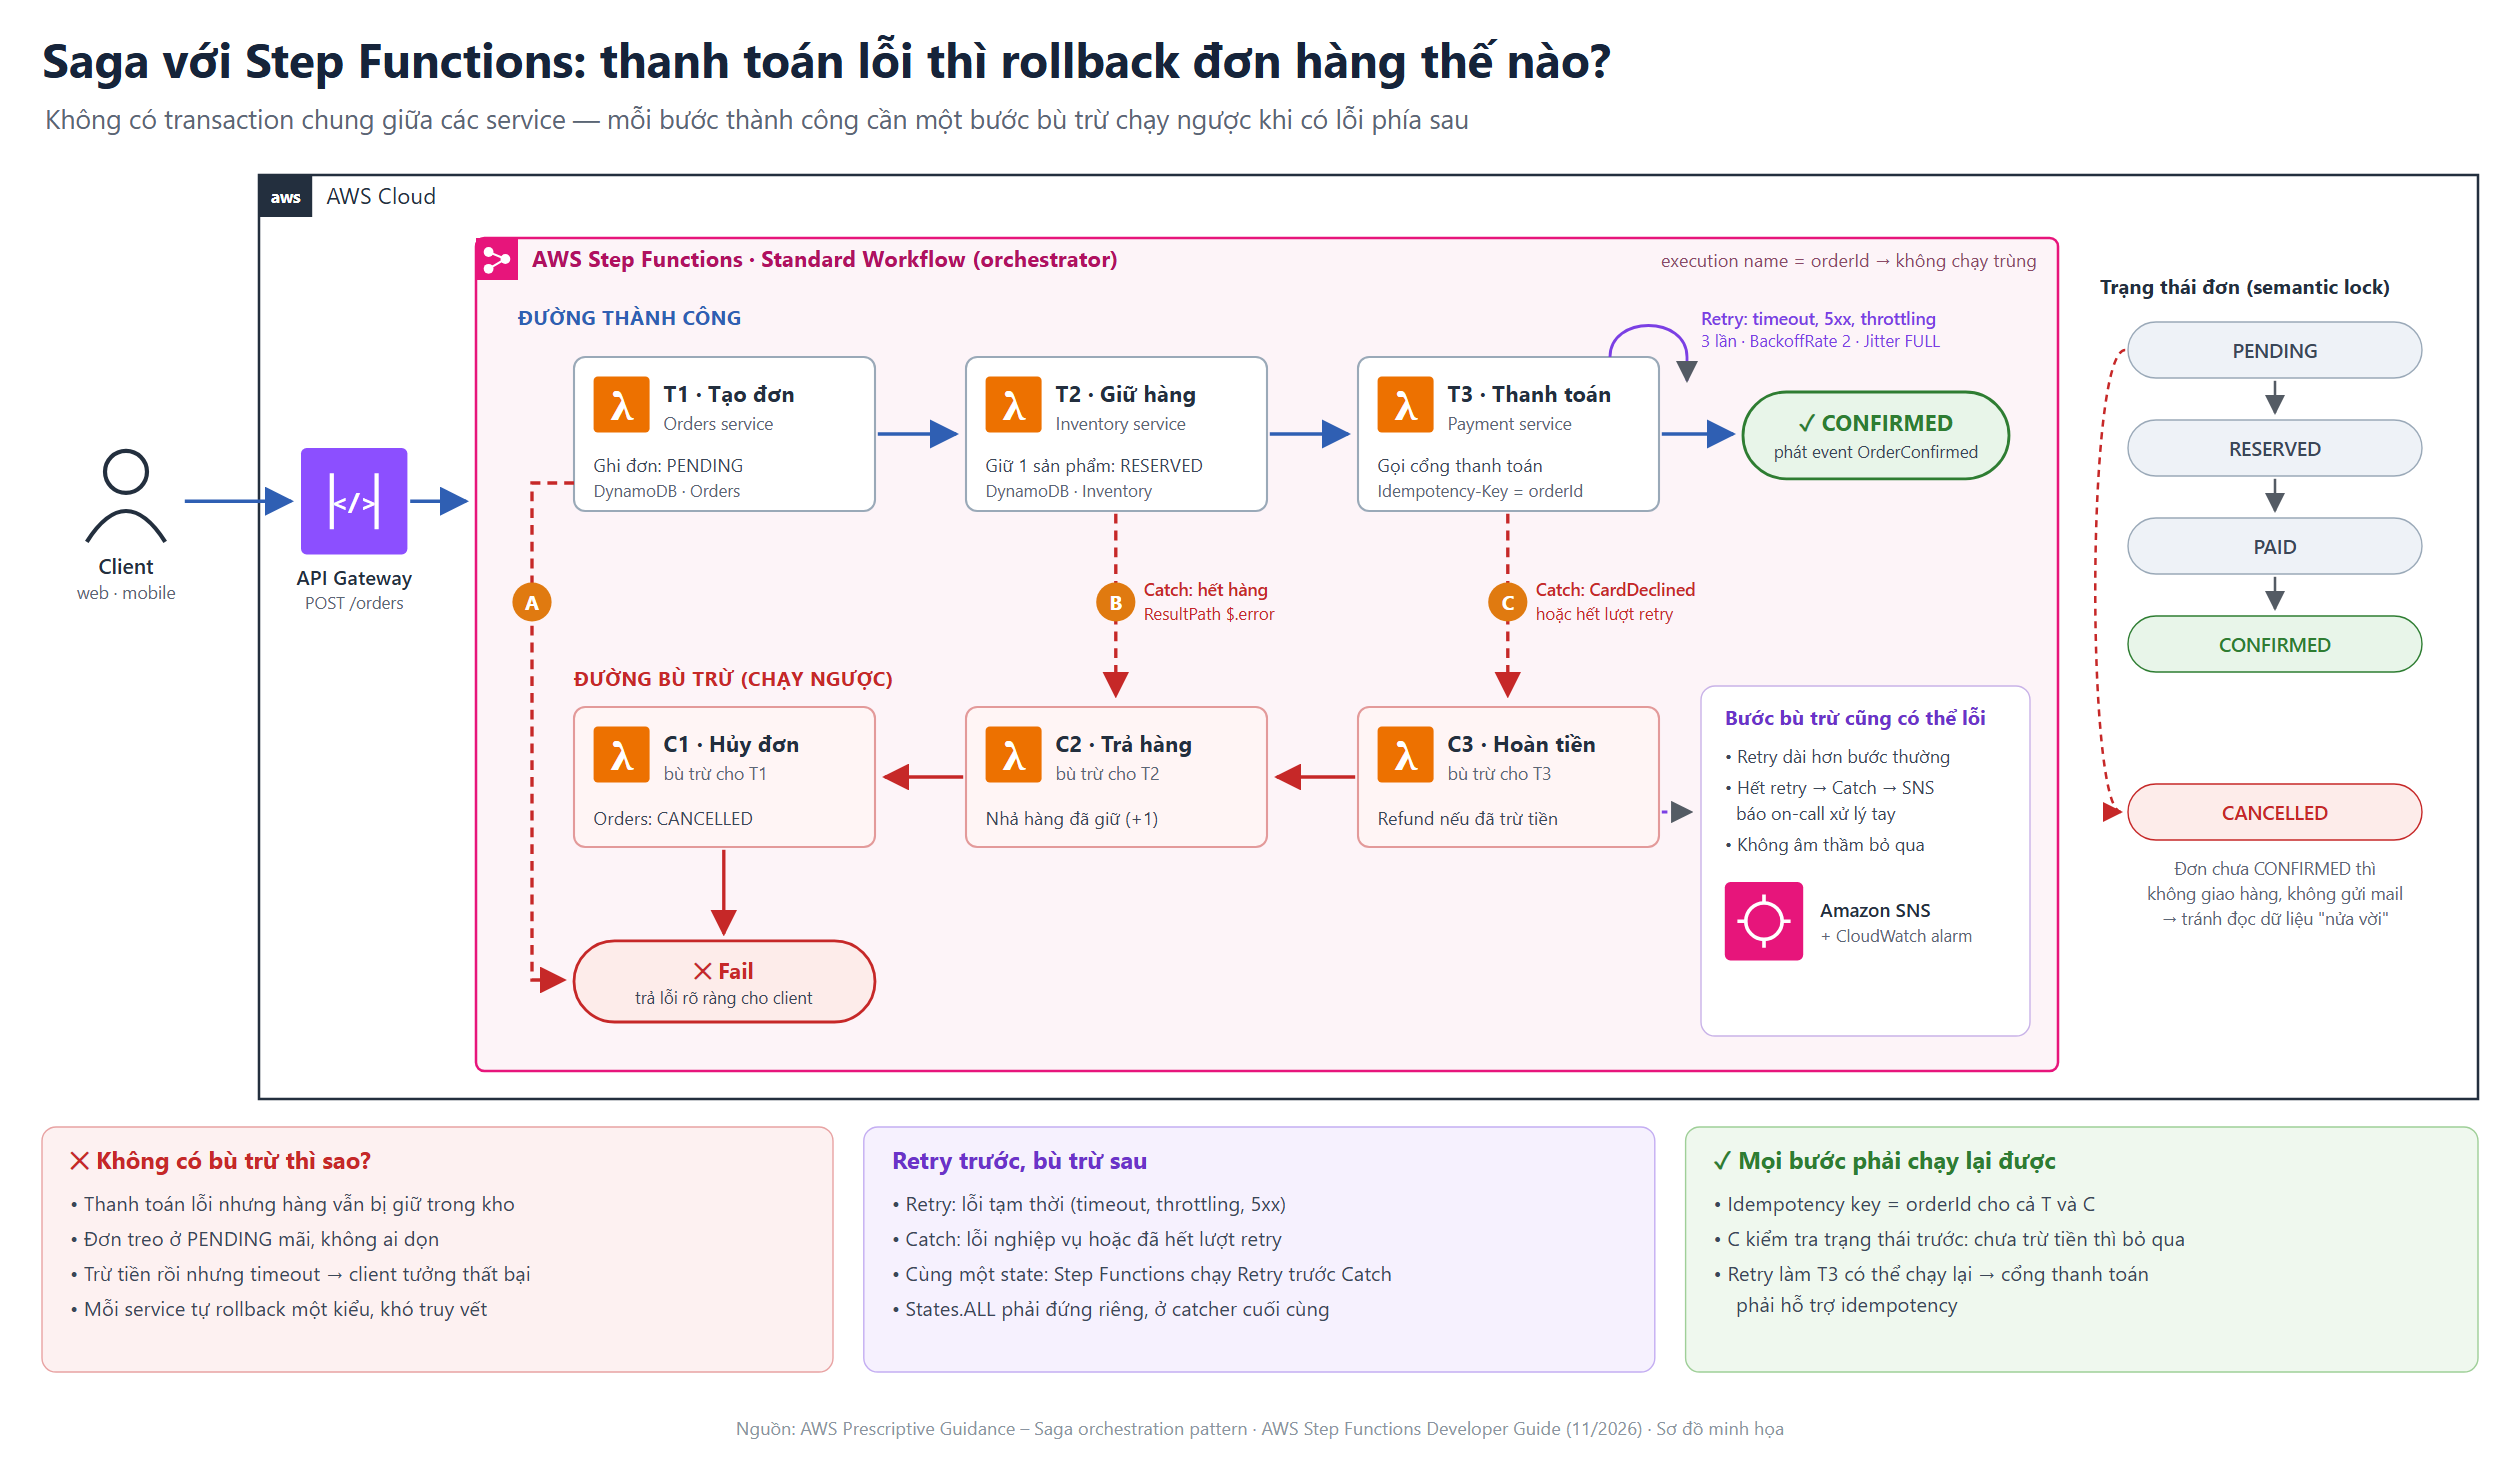 Saga với Step Functions: thanh toán lỗi thì rollback đơn hàng thế nào?
Không có transaction chung giữa các service — mỗi bước thành công cần một bước bù trừ chạy ngược khi có lỗi phía sau
aws
AWS Cloud
AWS Step Functions · Standard Workflow (orchestrator)
execution name = orderId → không chạy trùng
ĐƯỜNG THÀNH CÔNG
Retry: timeout, 5xx, throttling
3 lần · BackoffRate 2 · Jitter FULL
λ
T1 · Tạo đơn
Orders service
Ghi đơn: PENDING
DynamoDB · Orders
λ
T2 · Giữ hàng
Inventory service
Giữ 1 sản phẩm: RESERVED
DynamoDB · Inventory
λ
T3 · Thanh toán
Payment service
Gọi cổng thanh toán
Idempotency-Key = orderId
✓ CONFIRMED
phát event OrderConfirmed
Client
web · mobile
</>
API Gateway
POST /orders
A
B
Catch: hết hàng
ResultPath $.error
C
Catch: CardDeclined
hoặc hết lượt retry
ĐƯỜNG BÙ TRỪ (CHẠY NGƯỢC)
λ
C1 · Hủy đơn
bù trừ cho T1
Orders: CANCELLED
λ
C2 · Trả hàng
bù trừ cho T2
Nhả hàng đã giữ (+1)
λ
C3 · Hoàn tiền
bù trừ cho T3
Refund nếu đã trừ tiền
✕ Fail
trả lỗi rõ ràng cho client
Bước bù trừ cũng có thể lỗi
• Retry dài hơn bước thường
• Hết retry → Catch → SNS
báo on-call xử lý tay
• Không âm thầm bỏ qua
Amazon SNS
+ CloudWatch alarm
Trạng thái đơn (semantic lock)
PENDING
RESERVED
PAID
CONFIRMED
CANCELLED
Đơn chưa CONFIRMED thì
không giao hàng, không gửi mail
→ tránh đọc dữ liệu "nửa vời"
✕ Không có bù trừ thì sao?
• Thanh toán lỗi nhưng hàng vẫn bị giữ trong kho
• Đơn treo ở PENDING mãi, không ai dọn
• Trừ tiền rồi nhưng timeout → client tưởng thất bại
• Mỗi service tự rollback một kiểu, khó truy vết
Retry trước, bù trừ sau
• Retry: lỗi tạm thời (timeout, throttling, 5xx)
• Catch: lỗi nghiệp vụ hoặc đã hết lượt retry
• Cùng một state: Step Functions chạy Retry trước Catch
• States.ALL phải đứng riêng, ở catcher cuối cùng
✓ Mọi bước phải chạy lại được
• Idempotency key = orderId cho cả T và C
• C kiểm tra trạng thái trước: chưa trừ tiền thì bỏ qua
• Retry làm T3 có thể chạy lại → cổng thanh toán
phải hỗ trợ idempotency
Nguồn: AWS Prescriptive Guidance – Saga orchestration pattern · AWS Step Functions Developer Guide (11/2026) · Sơ đồ minh họa